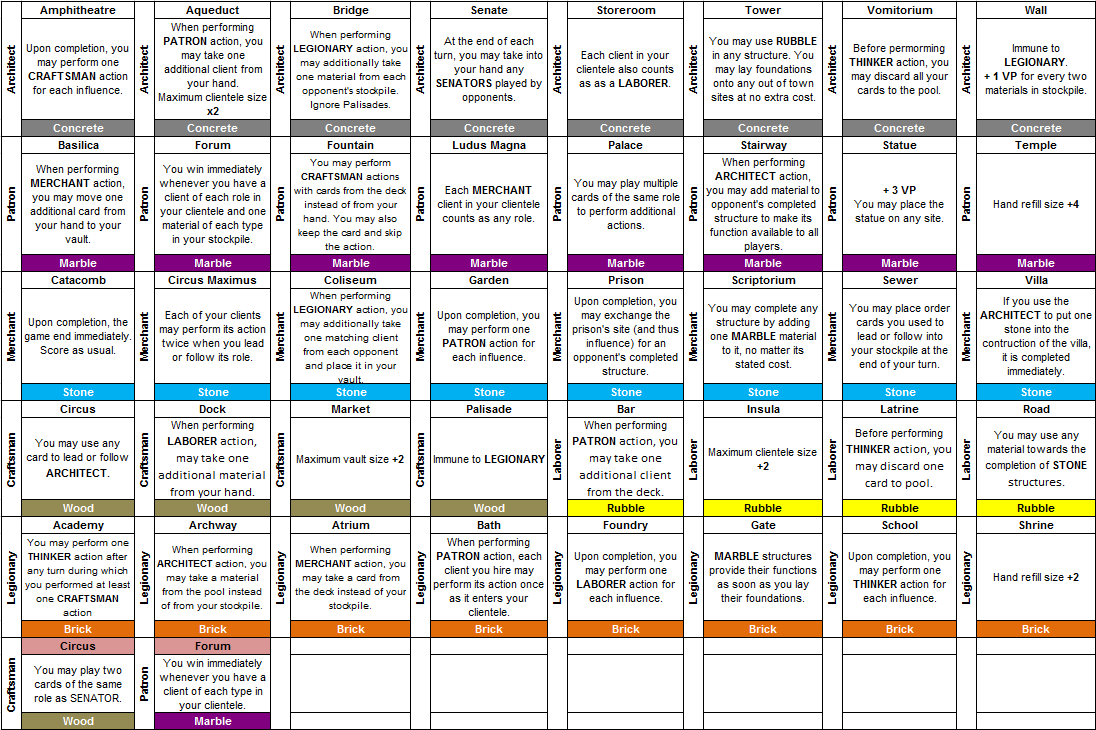 Amphitheatre
Architect
Upon completion, you
may perform one
CRAFTSMAN action
for each influence.
Concrete
Aqueduct
Architect
When performing
PATRON action, you
may take one
additional client from
your hand.
Maximum clientele size
x2
Concrete
Bridge
Architect
When performing
LEGIONARY action, you
may additionally take
one material from each
opponent's stockpile.
Ignore Palisades.
Concrete
Senate
Architect
At the end of each
turn, you may take into
your hand any
SENATORS played by
opponents.
Concrete
Storeroom
Architect
Each client in your
clientele also counts
as as a LABORER.
Concrete
Tower
Architect
You may use RUBBLE
in any structure. You
may lay foundations
onto any out of town
sites at no extra cost.
Concrete
Vomitorium
Architect
Before permorming
THINKER action, you
may discard all your
cards to the pool.
Concrete
Wall
Architect
Immune to
LEGIONARY.
+ 1 VP for every two
materials in stockpile.
Concrete
Basilica
Patron
When performing
MERCHANT action,
you may move one
additional card from
your hand to your
vault.
Marble
Forum
Patron
You win immediately
whenever you have a
client of each role in
your clientele and one
material of each type
in your stockpile.
Marble
Fountain
Patron
You may perform
CRAFTSMAN actions
with cards from the deck
instead of from your
hand. You may also
keep the card and skip
the action.
Marble
Ludus Magna
Patron
Each MERCHANT
client in your clientele
counts as any role.
Marble
Palace
Patron
You may play multiple
cards of the same role
to perform additional
actions.
Marble
Stairway
Patron
When performing
ARCHITECT action,
you may add material to
opponent's completed
structure to make its
function available to all
players.
Marble
Statue
Patron
+ 3 VP
You may place the
statue on any site.
Marble
Temple
Patron
Hand refill size +4
Marble
Catacomb
Merchant
Upon completion, the
game end immediately.
Score as usual.
Stone
Circus Maximus
Merchant
Each of your clients
may perform its action
twice when you lead
or follow its role.
Stone
Coliseum
Merchant
When performing
LEGIONARY action, you
may additionally take
one matching client
from each opponent
and place it in your
vault.
Stone
Garden
Merchant
Upon completion, you
may perform one
PATRON action for
each influence.
Stone
Prison
Merchant
Upon completion, you
may exchange the
prison's site (and thus
influence) for an
opponent's completed
structure.
Stone
Scriptorium
Merchant
You may complete any
structure by adding
one MARBLE material
to it, no matter its
stated cost.
Stone
Sewer
Merchant
You may place order
cards you used to
lead or follow into
your stockpile at the
end of your turn.
Stone
Villa
Merchant
If you use the
ARCHITECT to put one
stone into the
contruction of the villa,
it is completed
immediately.
Stone
Circus
Craftsman
You may use any
card to lead or follow
ARCHITECT.
Wood
Dock
Craftsman
When performing
LABORER action,
may take one
additional material
from your hand.
Wood
Market
Craftsman
Maximum vault size +2
Wood
Palisade
Craftsman
Immune to LEGIONARY
Wood
Bar
Laborer
When performing
PATRON action, you
may take one
additional client
from the deck.
Rubble
Insula
Laborer
Maximum clientele size
+2
Rubble
Latrine
Laborer
Before performing
THINKER action, you
may discard one
card to pool.
Rubble
Road
Laborer
You may use any
material towards the
completion of STONE
structures.
Rubble
Academy
Legionary
You may perform one
THINKER action after
any turn during which
you performed at least
one CRAFTSMAN
action
Brick
Archway
Legionary
When performing
ARCHITECT action, you
may take a material
from the pool instead
of from your stockpile.
Brick
Atrium
Legionary
When performing
MERCHANT action, you
may take a card from
the deck instead of your
stockpile.
Brick
Bath
Legionary
When performing
PATRON action, each
client you hire may
perform its action once
as it enters your
clientele.
Brick
Foundry
Legionary
Upon completion, you
may perform one
LABORER action for
each influence.
Brick
Gate
Legionary
MARBLE structures
provide their functions
as soon as you lay
their foundations.
Brick
School
Legionary
Upon completion, you
may perform one
THINKER action for
each influence.
Brick
Shrine
Legionary
Hand refill size +2
Brick
Circus
Craftsman
You may play two
cards of the same
role as SENATOR.
Wood
Forum
Patron
You win immediately
whenever you have a
client of each type in
your clientele.
Marble